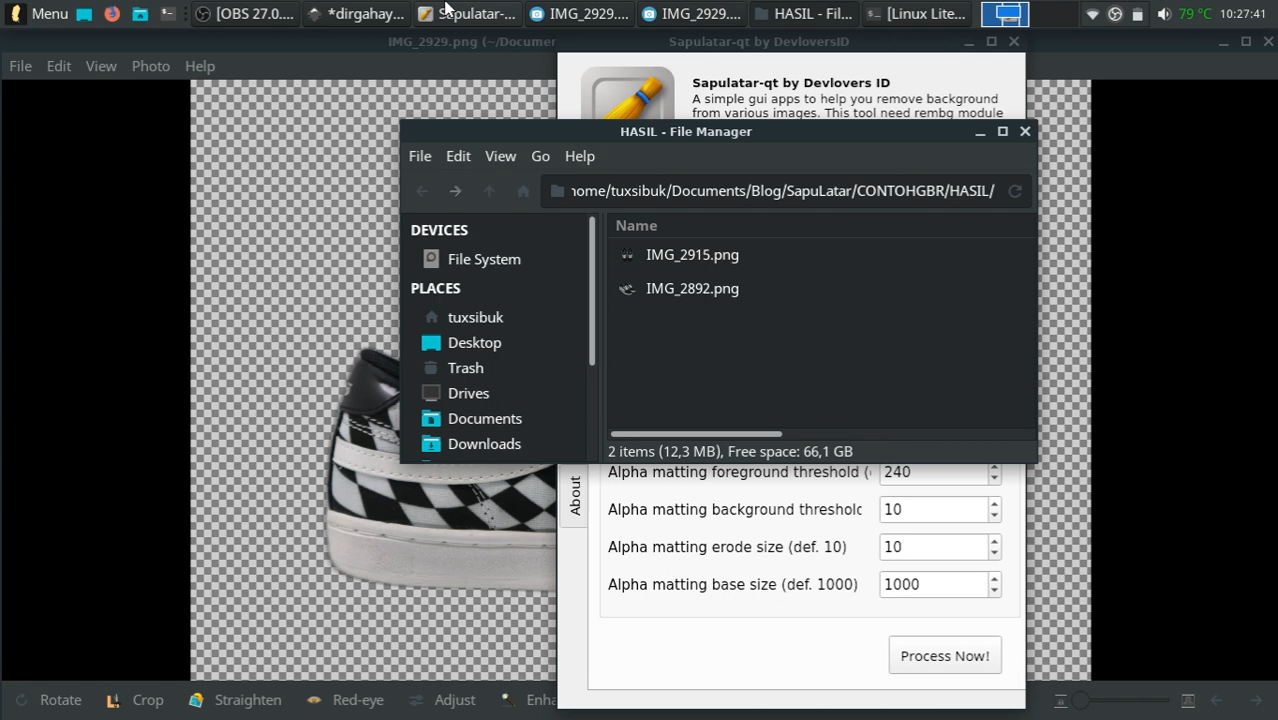 Menu
[OBS 27.0....
*dirgahay...
Sapulatar-...
IMG_2929....
IMG_2929....
HASIL - Fil...
[Linux Lite...
79 °C
10:27:41
IMG_2929.png (~/Documen
Sapulatar-qt by DevloversID
File Edit View Photo Help
Sapulatar-qt by Devlovers ID
A simple gui apps to help you remove background
from various images. This tool need rembg module
HASIL - File Manager
File Edit View Go Help
home/tuxsibuk/Documents/Blog/SapuLatar/CONTOHGBR/HASIL/
DEVICES
File System
PLACES
tuxsibuk
Desktop
Trash
Drives
Documents
Downloads
Name
IMG_2915.png
IMG_2892.png
2 items (12,3 MB), Free space: 66,1 GB
About
Alpha matting foreground threshold ( 240
Alpha matting background threshold 10
Alpha matting erode size (def. 10) 10
Alpha matting base size (def. 1000) 1000
Process Now!
Rotate Crop Straighten Red-eye Adjust Enha